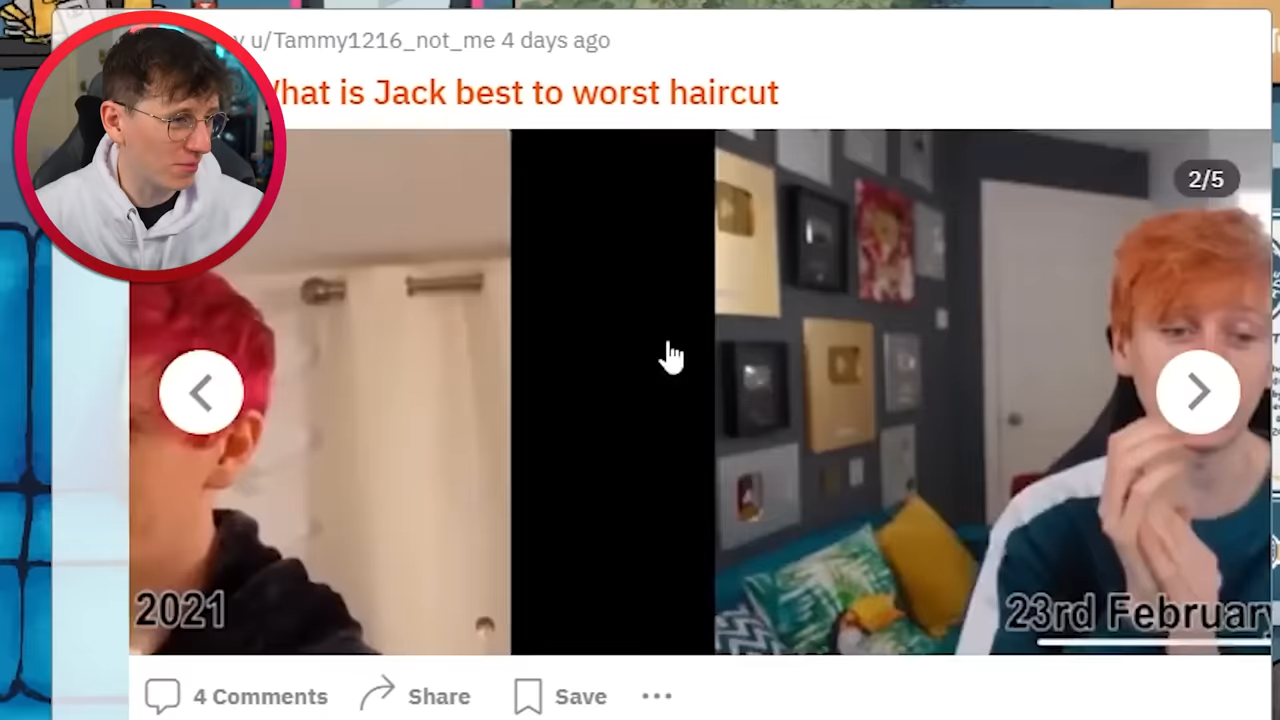 u/Tammy1216_not_me 4 days ago
hat is Jack best to worst haircut
2/5
2021
23rd February
4 Comments
Share
Save